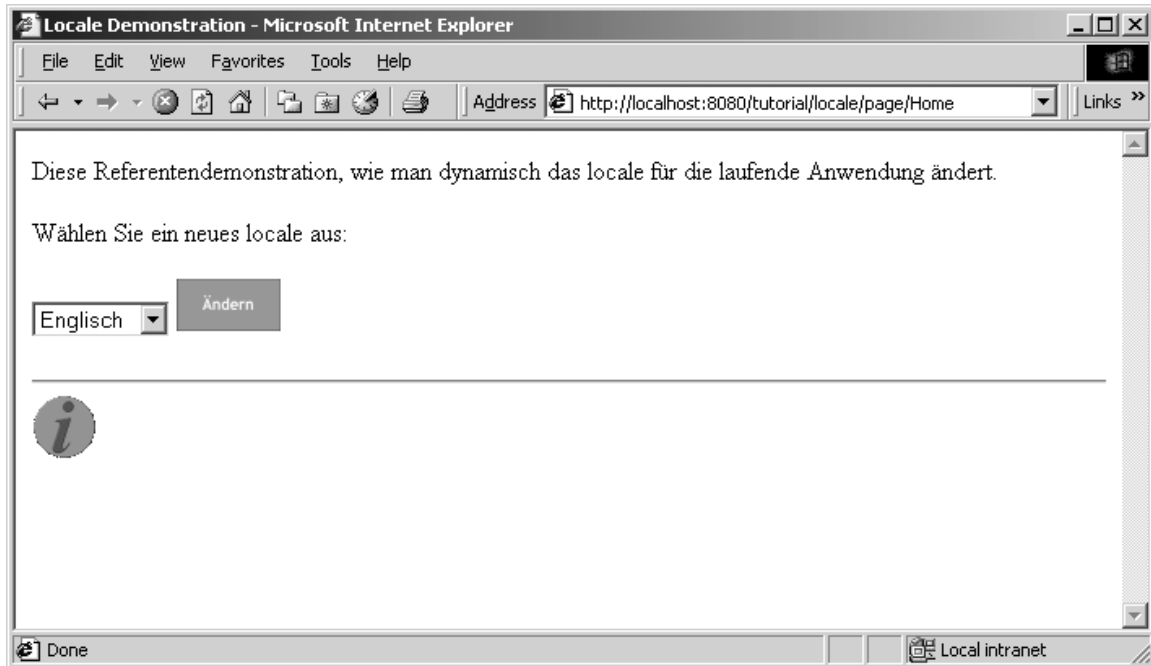 Locale Demonstration - Microsoft Internet Explorer
File Edit View Favorites Tools Help
Address http://localhost:8080/tutorial/locale/page/Home Links »
Diese Referentendemonstration, wie man dynamisch das locale für die laufende Anwendung ändert.
Wählen Sie ein neues locale aus:
Englisch Ändern
i
Done Local intranet